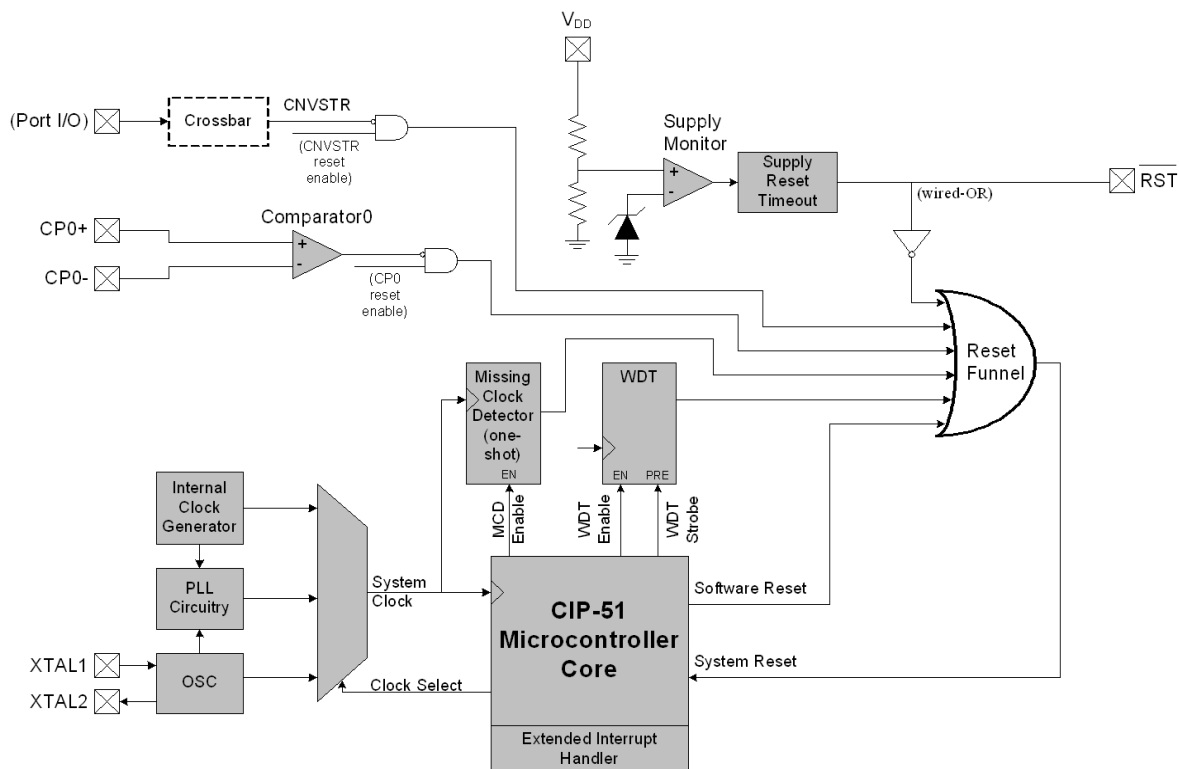 VDD
(Port I/O)
Crossbar
CNVSTR
(CNVSTR
reset
enable)
Supply
Monitor
+
-
Supply
Reset
Timeout
(wired-OR)
RST
CP0+
CP0-
Comparator0
+
-
(CP0
reset
enable)
Reset
Funnel
Missing
Clock
Detector
(one-
shot)
EN
WDT
EN
PRE
MCD
Enable
WDT
Enable
WDT
Strobe
Internal
Clock
Generator
PLL
Circuitry
OSC
XTAL1
XTAL2
System
Clock
Clock Select
CIP-51
Microcontroller
Core
Software Reset
System Reset
Extended Interrupt
Handler